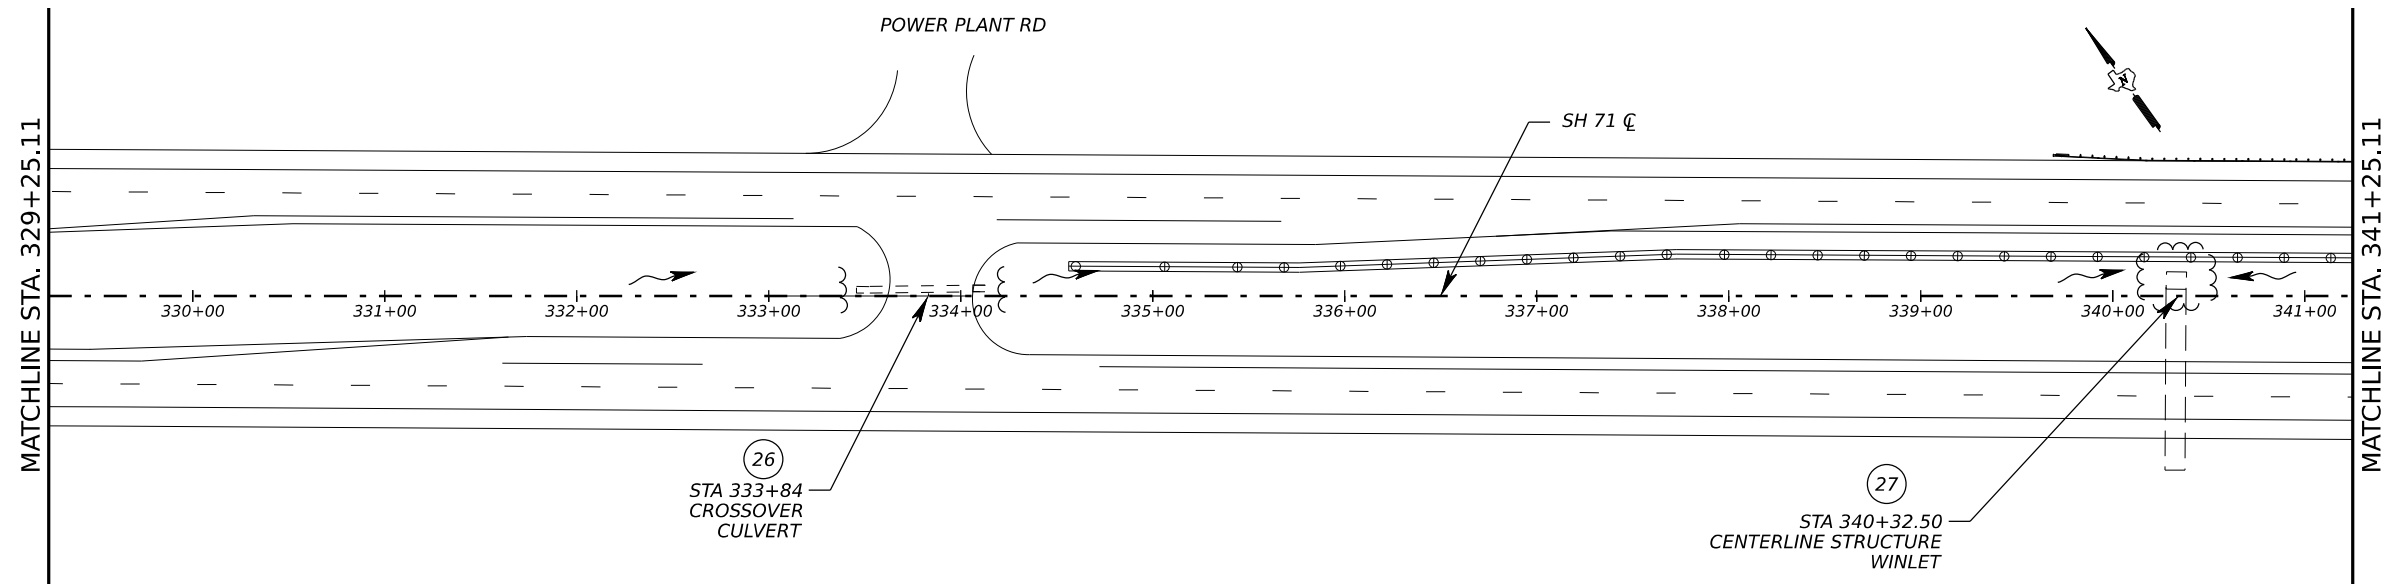 POWER PLANT RD
N
SH 71 ℄
MATCHLINE STA. 329+25.11
MATCHLINE STA. 341+25.11
330+00
331+00
332+00
333+00
334+00
335+00
336+00
337+00
338+00
339+00
340+00
341+00
26
STA 333+84
CROSSOVER
CULVERT
27
STA 340+32.50
CENTERLINE STRUCTURE
WINLET